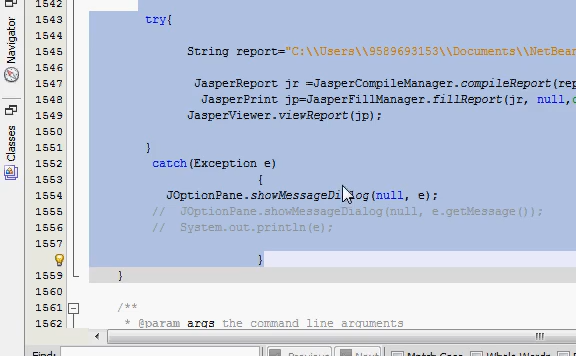 1542
1543 try{
1544
1545 String report="C:\\Users\\9589693153\\Documents\\NetBean
1546
1547 JasperReport jr =JasperCompileManager.compileReport(rep
1548 JasperPrint jp=JasperFillManager.fillReport(jr, null,c
1549 JasperViewer.viewReport(jp);
1550
1551 }
1552 catch(Exception e)
1553 {
1554 JOptionPane.showMessageDialog(null, e);
1555 // JOptionPane.showMessageDialog(null, e.getMessage());
1556 // System.out.println(e);
1557
}
1559 }
1560
1561 /**
1562 * @param args the command line arguments
Navigator
Classes
Find: Previous Next Match Case Whole Words